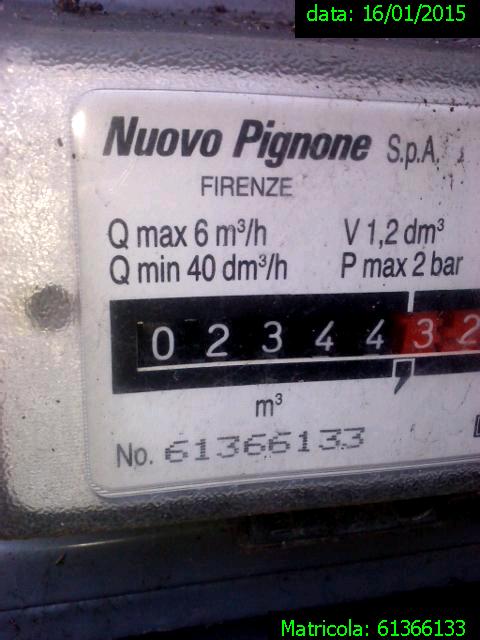 data: 16/01/2015
Nuovo Pignone S.p.A.
FIRENZE
Q max 6 m³/h V 1,2 dm³
Q min 40 dm³/h P max 2 bar
0 2 3 4 4 3 2
,
m³
No. 61366133
Matricola: 61366133